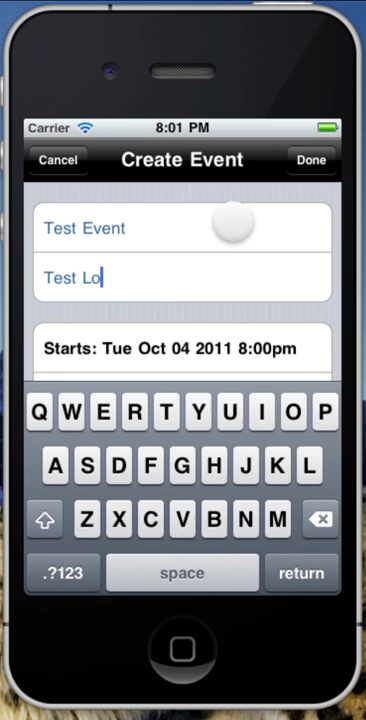 Carrier 8:01 PM
Cancel Create Event Done
Test Event
Test Lo
Starts: Tue Oct 04 2011 8:00pm
Q W E R T Y U I O P
A S D F G H J K L
Z X C V B N M
.?123 space return